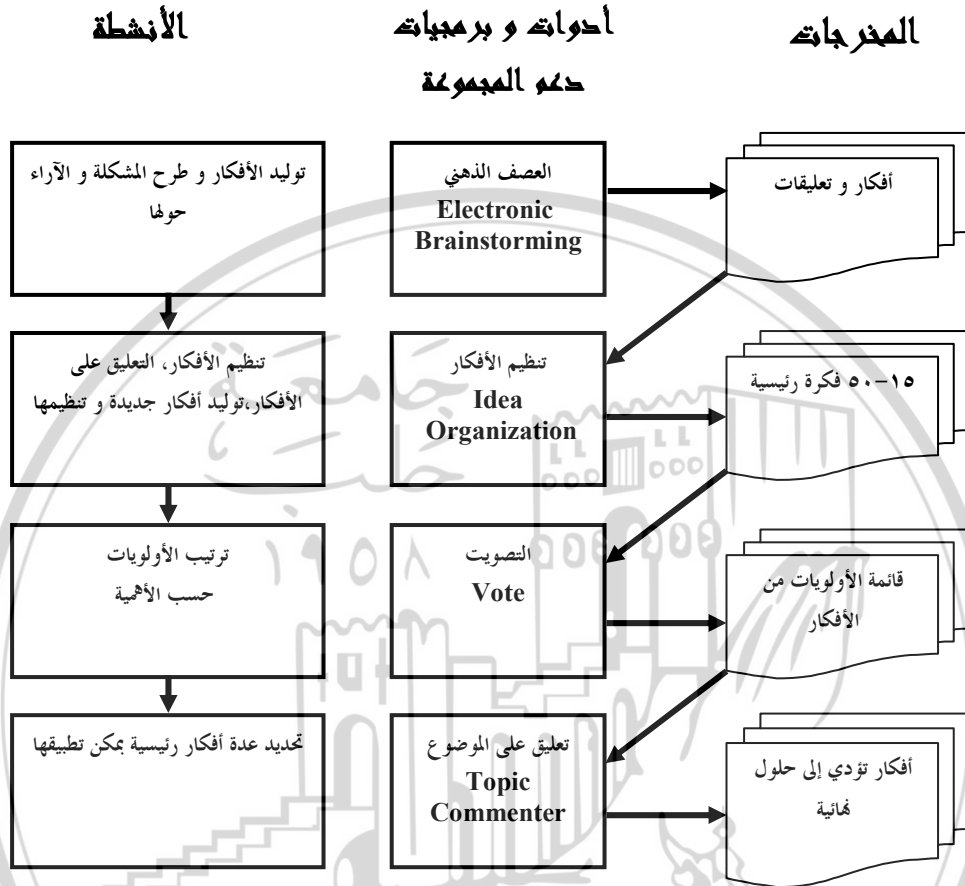 الأنشطة
أدوات و برمجيات
دعم المجموعة
المخرجات
توليد الأفكار و طرح المشكلة و الآراء
حولها
العصف الذهني
Electronic
Brainstorming
أفكار و تعليقات
تنظيم الأفكار، التعليق على
الأفكار،توليد أفكار جديدة و تنظيمها
تنظيم الأفكار
Idea
Organization
١٥-٥٠ فكرة رئيسية
ترتيب الأولويات
حسب الأهمية
التصويت
Vote
قائمة الأولويات من
الأفكار
تحديد عدة أفكار رئيسية يمكن تطبيقها
تعليق على الموضوع
Topic
Commenter
أفكار تؤدي إلى حلول
نهائية
جامعة
حلب
١٩٥٨